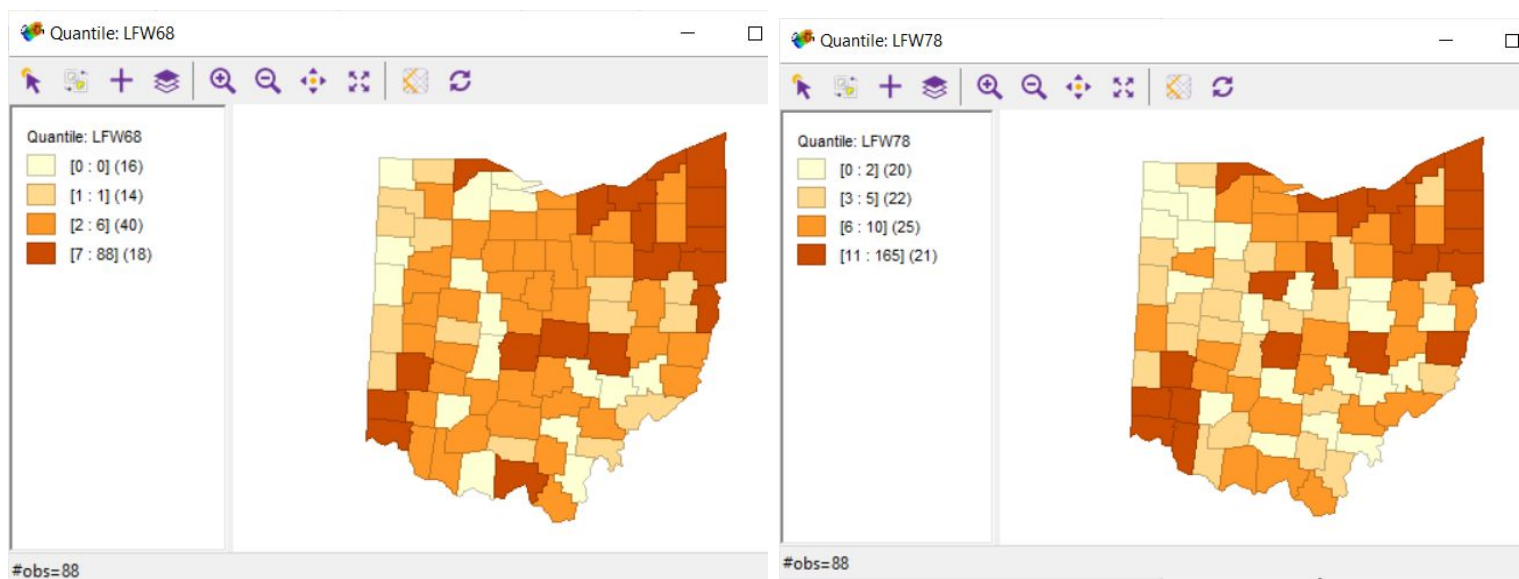 Quantile: LFW68
Quantile: LFW68
[0 : 0] (16)
[1 : 1] (14)
[2 : 6] (40)
[7 : 88] (18)
#obs=88
Quantile: LFW78
Quantile: LFW78
[0 : 2] (20)
[3 : 5] (22)
[6 : 10] (25)
[11 : 165] (21)
#obs=88